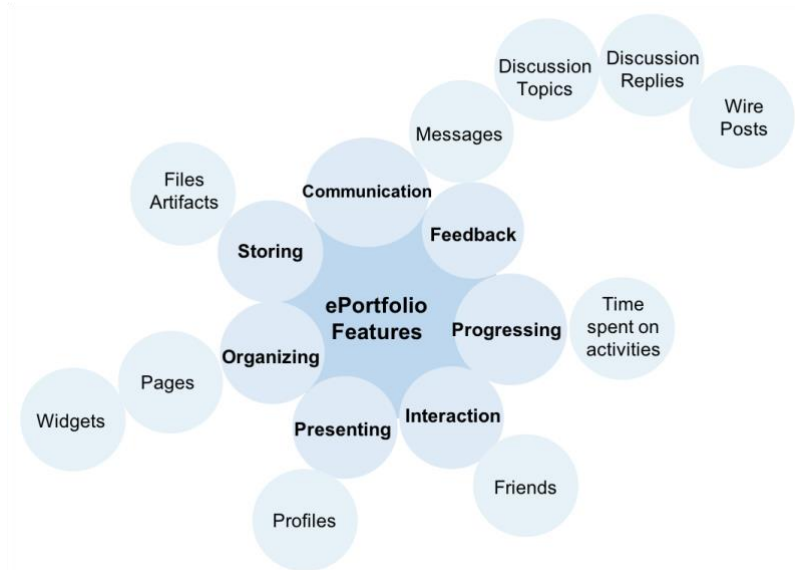 Discussion
Topics
Discussion
Replies
Wire
Posts
Messages
Communication
Files
Artifacts
Feedback
Storing
ePortfolio
Features
Progressing
Time
spent on
activities
Organizing
Pages
Widgets
Presenting
Interaction
Friends
Profiles